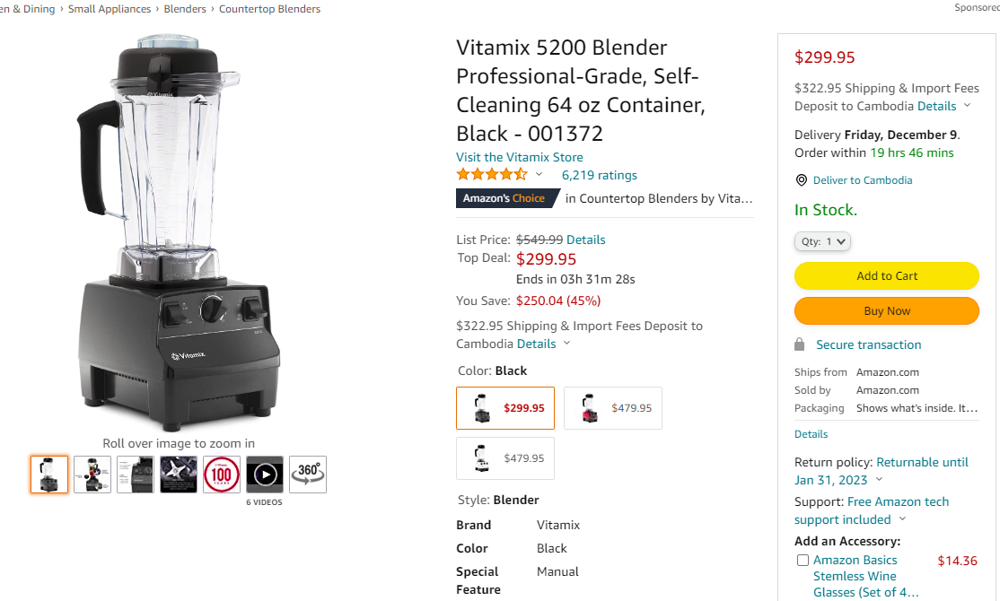 en & Dining › Small Appliances › Blenders › Countertop Blenders
Sponsored
Vitamix 5200 Blender
Professional-Grade, Self-
Cleaning 64 oz Container,
Black - 001372
Visit the Vitamix Store
6,219 ratings
Amazon's Choice in Countertop Blenders by Vita...
List Price: $549.99 Details
Top Deal: $299.95
Ends in 03h 31m 28s
You Save: $250.04 (45%)
$322.95 Shipping & Import Fees Deposit to
Cambodia Details
Color: Black
$299.95
$479.95
$479.95
Style: Blender
Brand Vitamix
Color Black
Special Manual
Feature
Vitamix
Vitamix
Roll over image to zoom in
100
360°
6 VIDEOS
$299.95
$322.95 Shipping & Import Fees
Deposit to Cambodia Details
Delivery Friday, December 9.
Order within 19 hrs 46 mins
Deliver to Cambodia
In Stock.
Qty: 1
Add to Cart
Buy Now
Secure transaction
Ships from Amazon.com
Sold by Amazon.com
Packaging Shows what's inside. It...
Details
Return policy: Returnable until
Jan 31, 2023
Support: Free Amazon tech
support included
Add an Accessory:
Amazon Basics $14.36
Stemless Wine
Glasses (Set of 4...